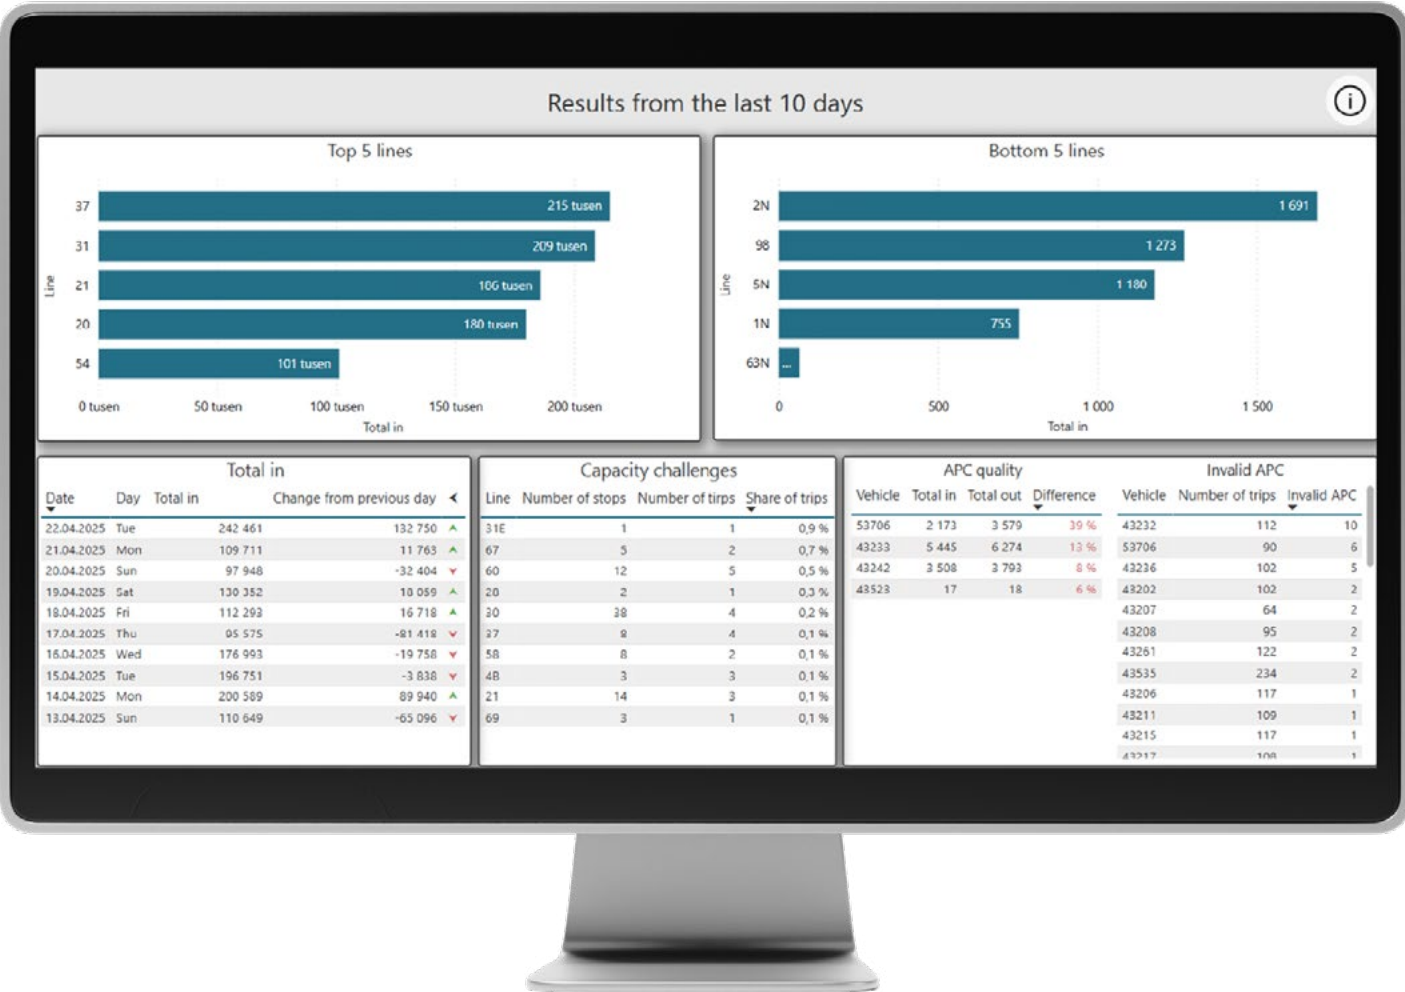 Results from the last 10 days
Top 5 lines
Line
37 215 tusen
31 209 tusen
21 186 tusen
20 180 tusen
54 101 tusen
0 tusen 50 tusen 100 tusen 150 tusen 200 tusen
Total in
Bottom 5 lines
Line
2N 1 691
98 1 273
5N 1 180
1N 755
63N ...
0 500 1 000 1 500
Total in
Total in
Date Day Total in Change from previous day
22.04.2025 Tue 242 461 132 750
21.04.2025 Mon 109 711 11 763
20.04.2025 Sun 97 948 -32 404
19.04.2025 Sat 130 352 18 059
18.04.2025 Fri 112 293 16 718
17.04.2025 Thu 95 575 -81 418
16.04.2025 Wed 176 993 -19 758
15.04.2025 Tue 196 751 -3 838
14.04.2025 Mon 200 589 89 940
13.04.2025 Sun 110 649 -65 096
Capacity challenges
Line Number of stops Number of tirps Share of trips
31E 1 1 0,9 %
67 5 2 0,7 %
60 12 5 0,5 %
28 2 1 0,3 %
30 38 4 0,2 %
37 8 4 0,1 %
58 8 2 0,1 %
4B 3 3 0,1 %
21 14 3 0,1 %
69 3 1 0,1 %
APC quality
Vehicle Total in Total out Difference
53706 2 173 3 579 39 %
43233 5 445 6 274 13 %
43242 3 508 3 793 8 %
43523 17 18 6 %
Invalid APC
Vehicle Number of trips Invalid APC
43232 112 10
53706 90 6
43236 102 5
43202 102 2
43207 64 2
43208 95 2
43261 122 2
43535 234 2
43206 117 1
43211 109 1
43215 117 1
43217 108 1